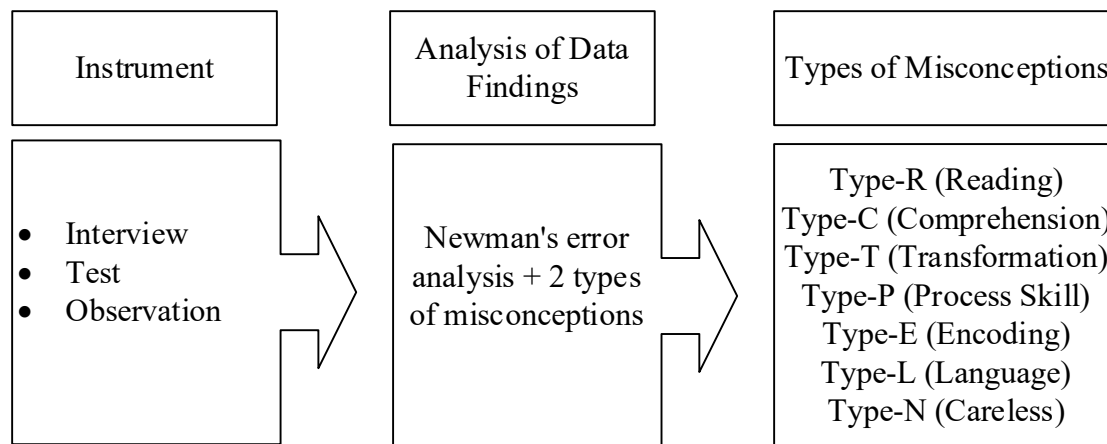 Instrument
Analysis of Data
Findings
Types of Misconceptions
• Interview
• Test
• Observation
Newman's error
analysis + 2 types
of misconceptions
Type-R (Reading)
Type-C (Comprehension)
Type-T (Transformation)
Type-P (Process Skill)
Type-E (Encoding)
Type-L (Language)
Type-N (Careless)